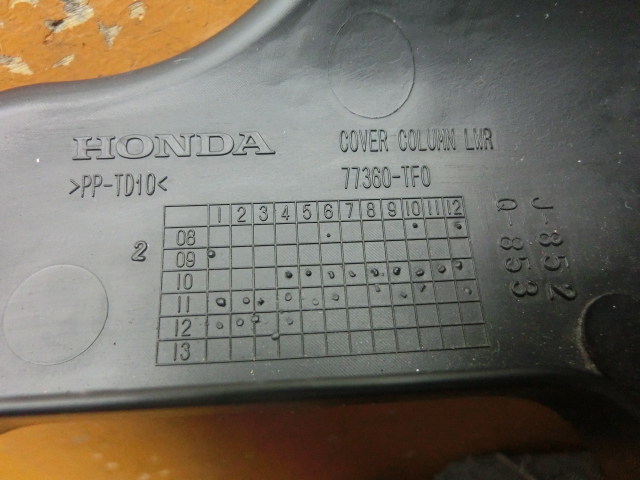 HONDA
COVER COLUMN LWR
>PP-TD10<
77360-TF0
1 2 3 4 5 6 7 8 9 10 11 12
2
08
09
10
11
12
13
J-852
Q-853